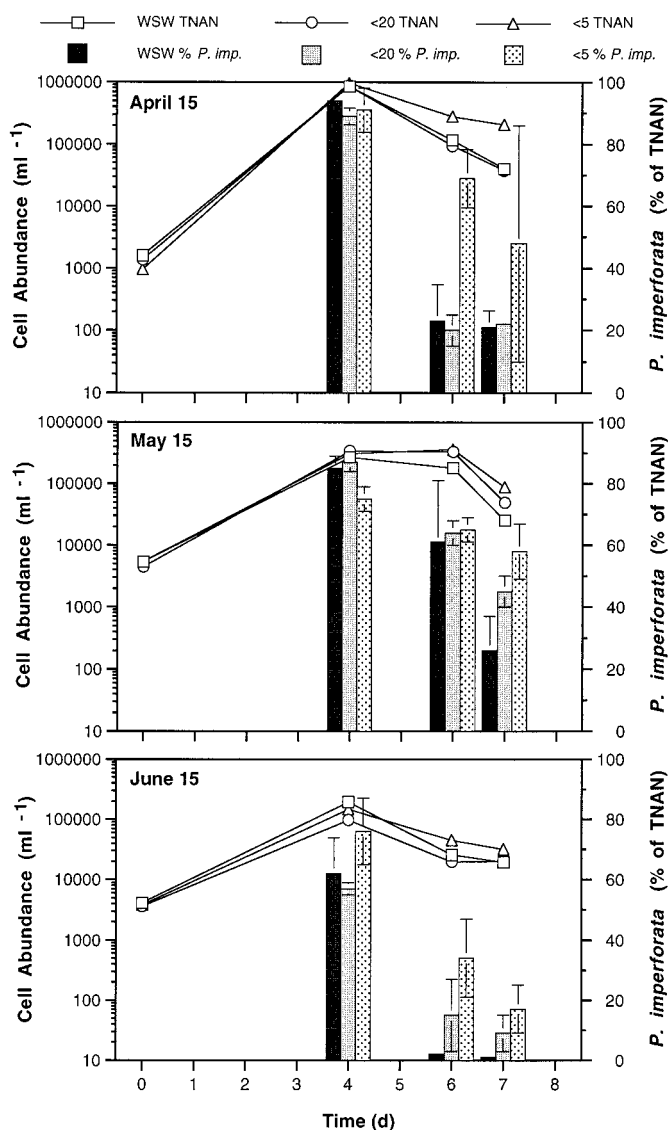 WSW TNAN <20 TNAN <5 TNAN
WSW % P. imp. <20 % P. imp. <5 % P. imp.
April 15
Cell Abundance (ml -1)
1000000
100000
10000
1000
100
10
100
80
60
40
20
0
P. imperforata (% of TNAN)
May 15
Cell Abundance (ml -1)
1000000
100000
10000
1000
100
10
100
80
60
40
20
0
P. imperforata (% of TNAN)
June 15
Cell Abundance (ml -1)
1000000
100000
10000
1000
100
10
100
80
60
40
20
0
P. imperforata (% of TNAN)
0 1 2 3 4 5 6 7 8
Time (d)